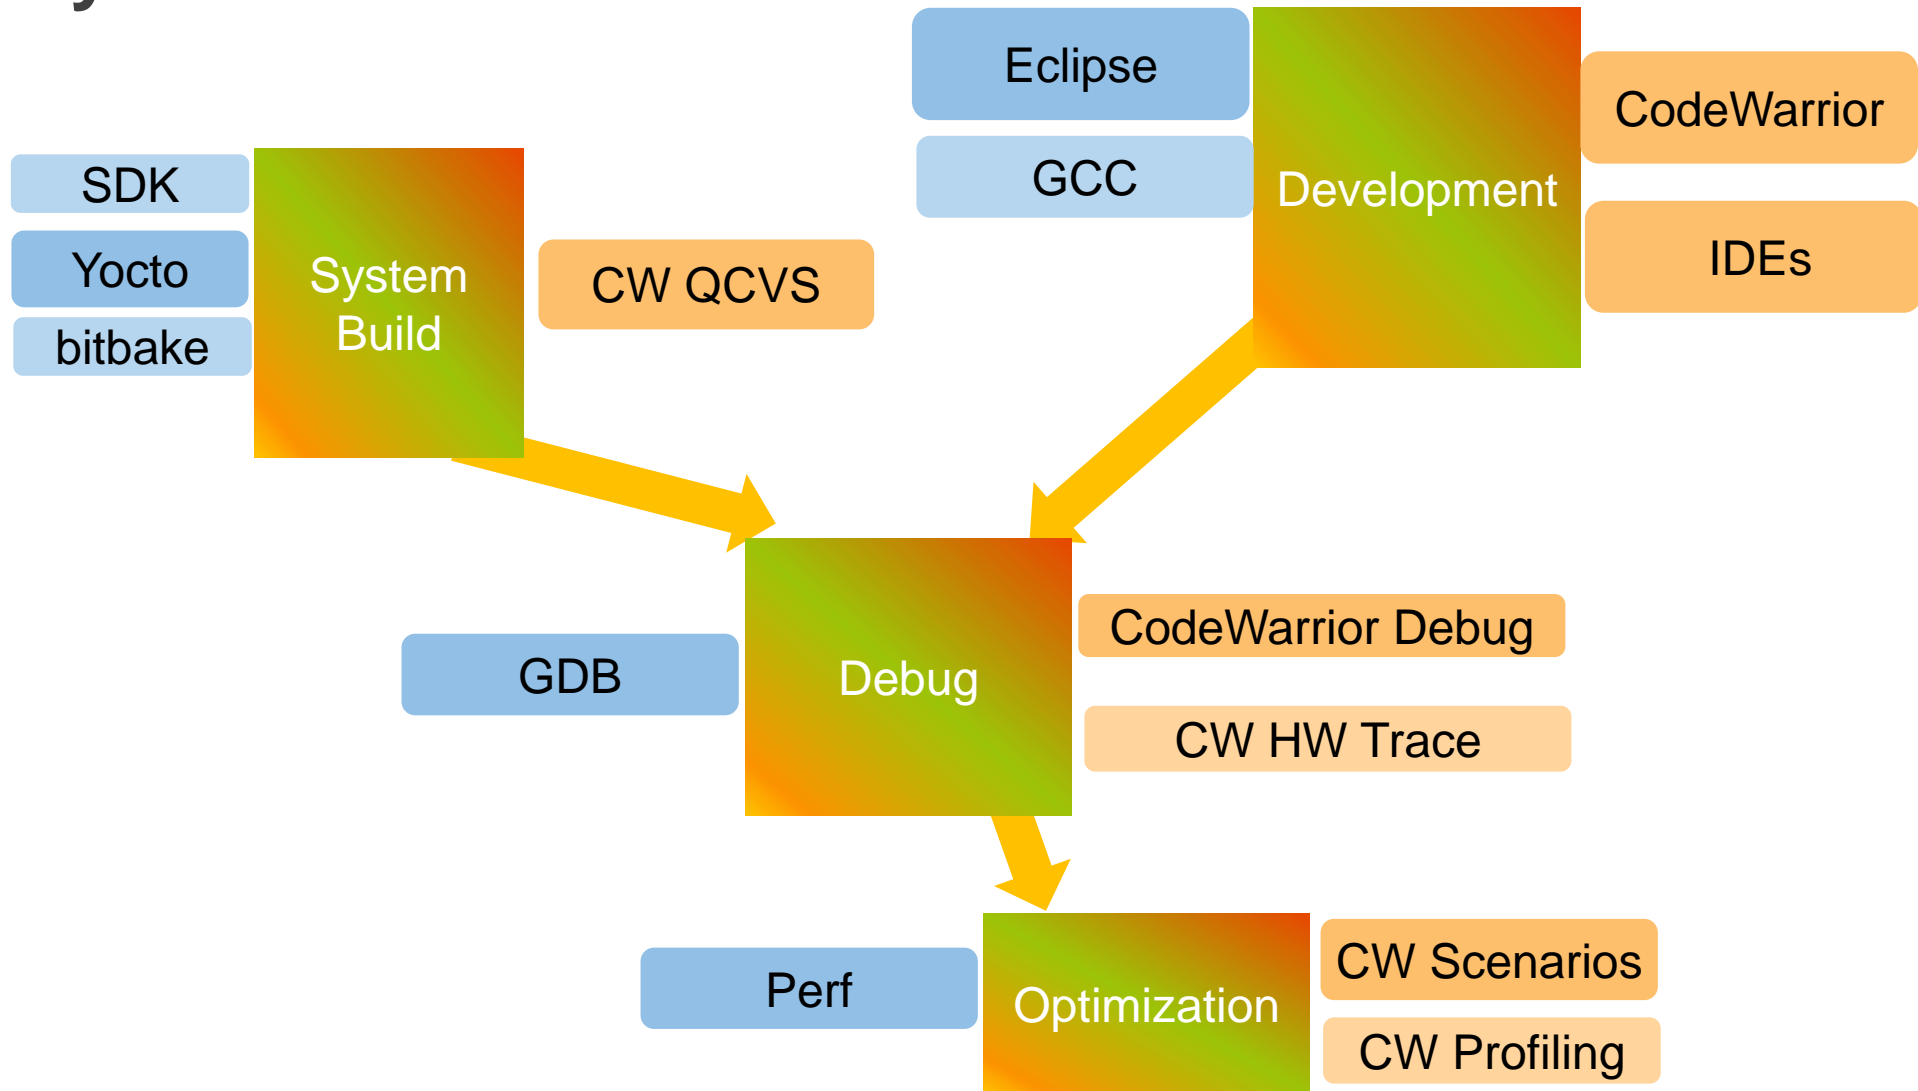 Eclipse
CodeWarrior
GCC
Development
SDK
Yocto
bitbake
System
Build
CW QCVS
IDEs
GDB
Debug
CodeWarrior Debug
CW HW Trace
Perf
Optimization
CW Scenarios
CW Profiling